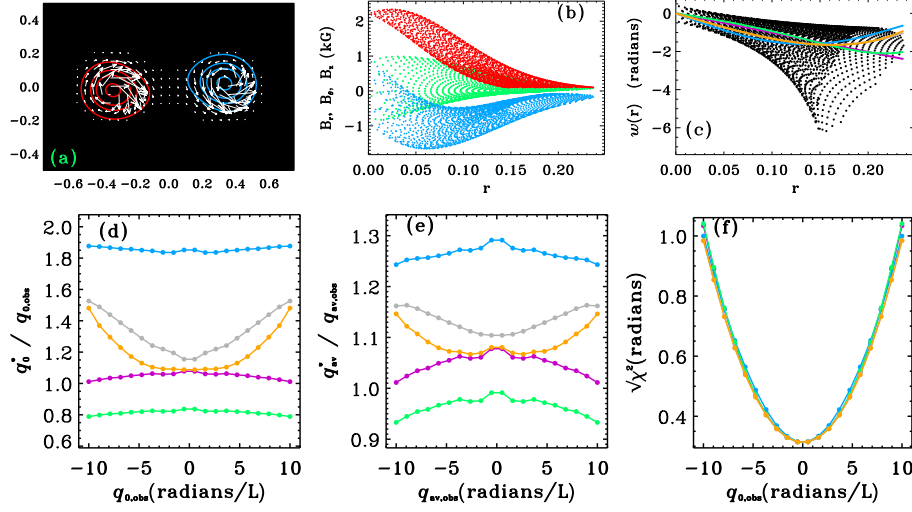 0.4
0.2
0.0
-0.2
-0.4
(a)
-0.6 -0.4 -0.2 0.0 0.2 0.4 0.6
B_r, B_θ, B_z (kG)
2
1
0
-1
(b)
0.00 0.05 0.10 0.15 0.20
r
w(r) (radians)
0
-2
-4
-6
(c)
0.00 0.05 0.10 0.15 0.20
r
q*_0 / q_0,obs
2.0
1.8
1.6
1.4
1.2
1.0
0.8
0.6
(d)
-10 -5 0 5 10
q_0,obs(radians/L)
q*_av / q_av,obs
1.3
1.2
1.1
1.0
0.9
(e)
-10 -5 0 5 10
q_av,obs(radians/L)
√χ²(radians)
1.0
0.8
0.6
0.4
(f)
-10 -5 0 5 10
q_0,obs(radians/L)